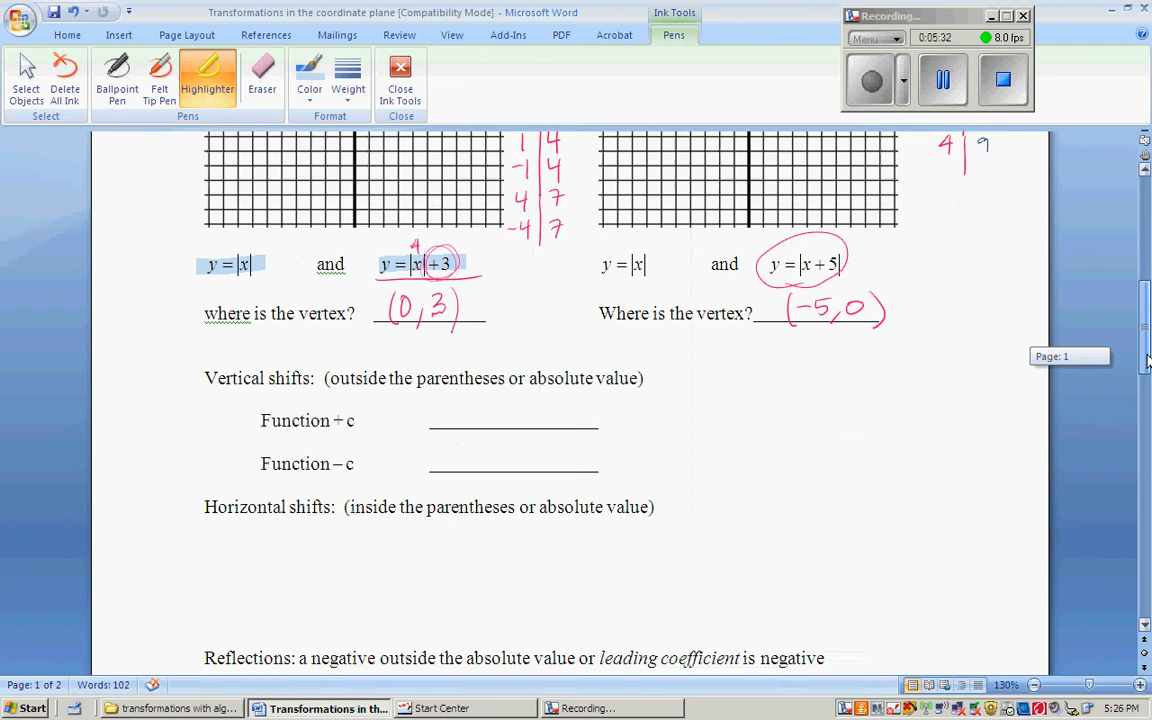 Transformations in the coordinate plane [Compatibility Mode] - Microsoft Word
Ink Tools
Home Insert Page Layout References Mailings Review View Add-Ins PDF Acrobat Pens
Recording...
Menu 0:05:32 8.0 fps
Select Objects
Delete All Ink
Ballpoint Pen
Felt Tip Pen
Highlighter
Eraser
Color
Weight
Close Ink Tools
Select Pens Format Close
1 | 4
-1 | 4
4 | 7
-4 | 7
4 | 9
4
y = |x| and y = |x| + 3
y = |x| and y = |x + 5|
where is the vertex? (0, 3)
Where is the vertex? (-5, 0)
Page: 1
Vertical shifts: (outside the parentheses or absolute value)
Function + c
Function – c
Horizontal shifts: (inside the parentheses or absolute value)
Reflections: a negative outside the absolute value or leading coefficient is negative
Page: 1 of 2 Words: 102 130%
Start transformations with alg... Transformations in th... Start Center Recording... 5:26 PM